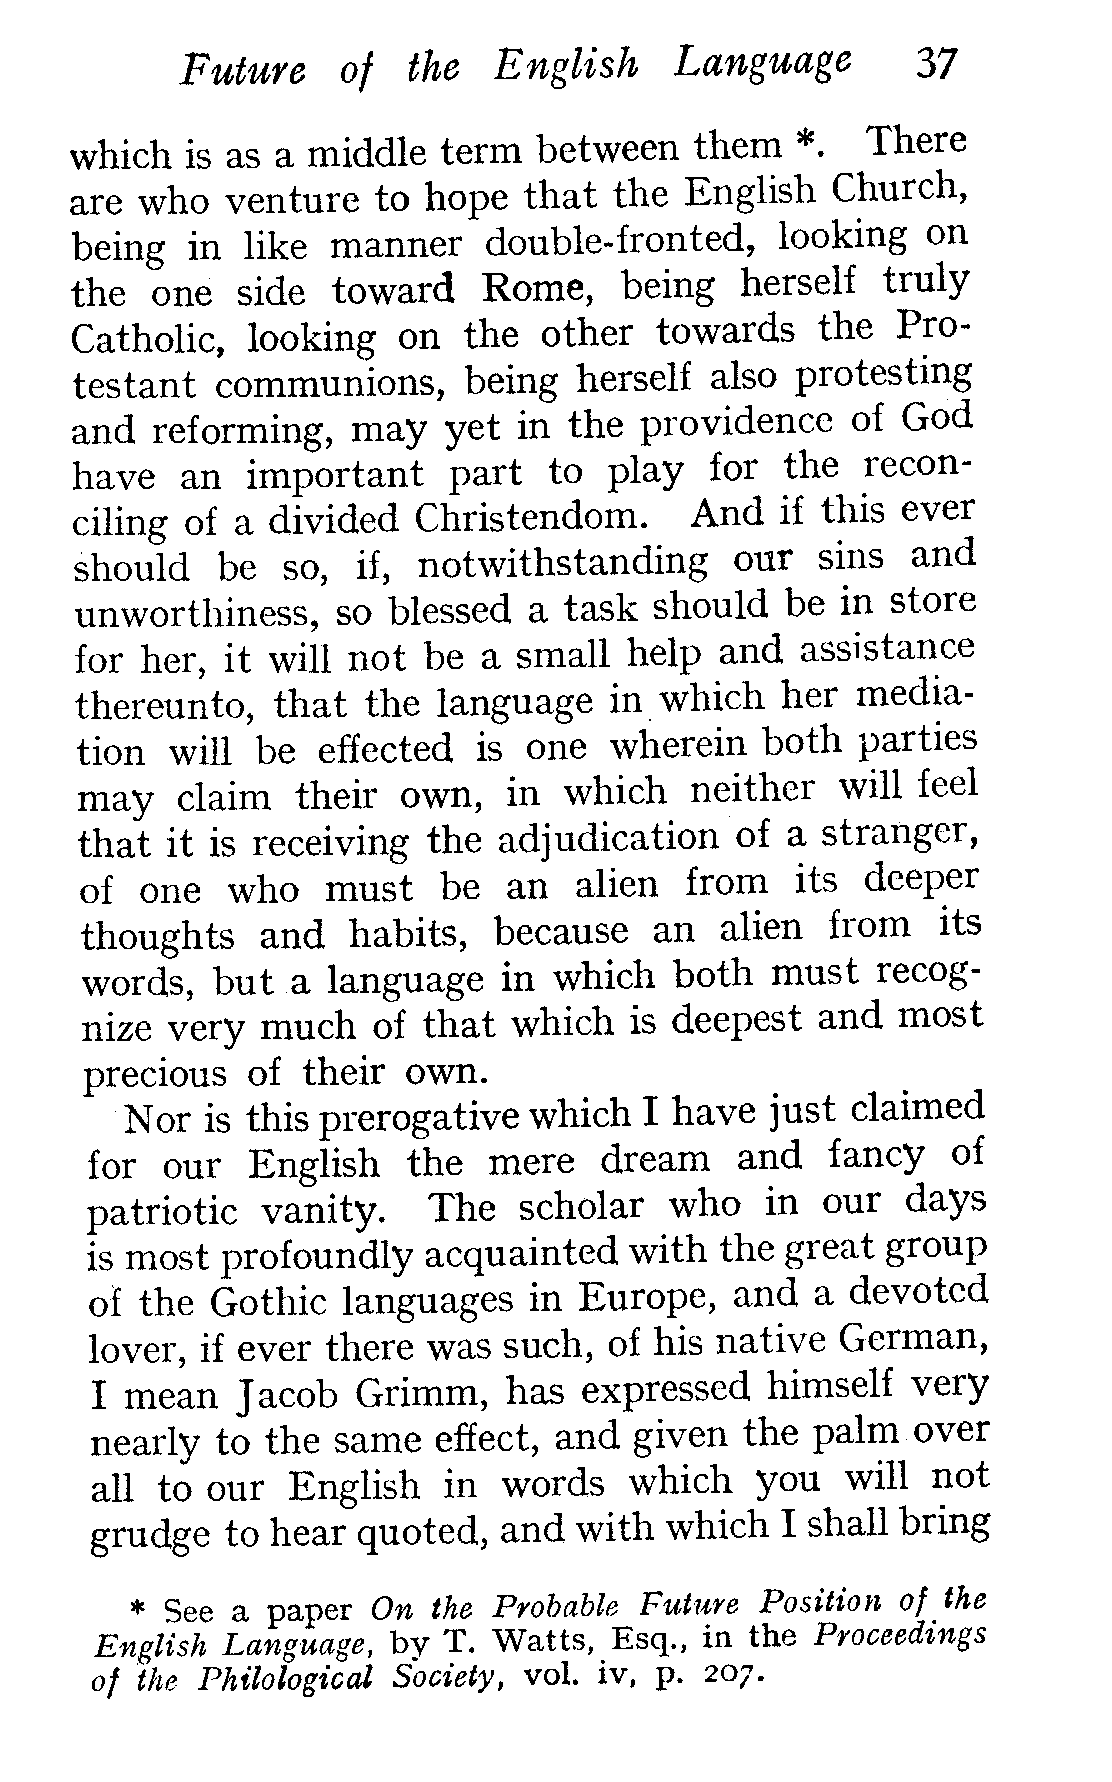 Future of the English Language 37
which is as a middle term between them *. There
are who venture to hope that the English Church,
being in like manner double-fronted, looking on
the one side toward Rome, being herself truly
Catholic, looking on the other towards the Pro-
testant communions, being herself also protesting
and reforming, may yet in the providence of God
have an important part to play for the recon-
ciling of a divided Christendom. And if this ever
should be so, if, notwithstanding our sins and
unworthiness, so blessed a task should be in store
for her, it will not be a small help and assistance
thereunto, that the language in which her media-
tion will be effected is one wherein both parties
may claim their own, in which neither will feel
that it is receiving the adjudication of a stranger,
of one who must be an alien from its deeper
thoughts and habits, because an alien from its
words, but a language in which both must recog-
nize very much of that which is deepest and most
precious of their own.
Nor is this prerogative which I have just claimed
for our English the mere dream and fancy of
patriotic vanity. The scholar who in our days
is most profoundly acquainted with the great group
of the Gothic languages in Europe, and a devoted
lover, if ever there was such, of his native German,
I mean Jacob Grimm, has expressed himself very
nearly to the same effect, and given the palm over
all to our English in words which you will not
grudge to hear quoted, and with which I shall bring
* See a paper On the Probable Future Position of the
English Language, by T. Watts, Esq., in the Proceedings
of the Philological Society, vol. iv, p. 207.